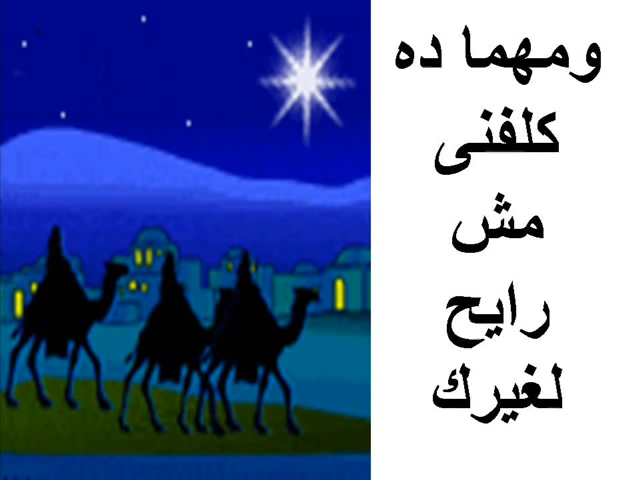 ومهما ده
كلفنى
مش
رايح
لغيرك